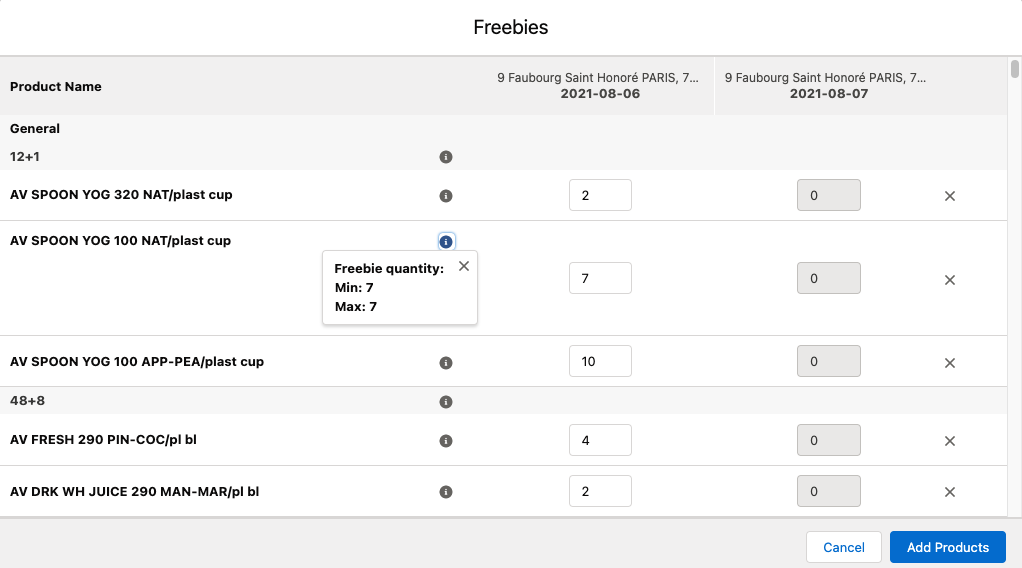 Freebies
Product Name
9 Faubourg Saint Honoré PARIS, 7...
2021-08-06
9 Faubourg Saint Honoré PARIS, 7...
2021-08-07
General
12+1
AV SPOON YOG 320 NAT/plast cup
2
0
AV SPOON YOG 100 NAT/plast cup
Freebie quantity:
Min: 7
Max: 7
7
0
AV SPOON YOG 100 APP-PEA/plast cup
10
0
48+8
AV FRESH 290 PIN-COC/pl bl
4
0
AV DRK WH JUICE 290 MAN-MAR/pl bl
2
0
Cancel
Add Products